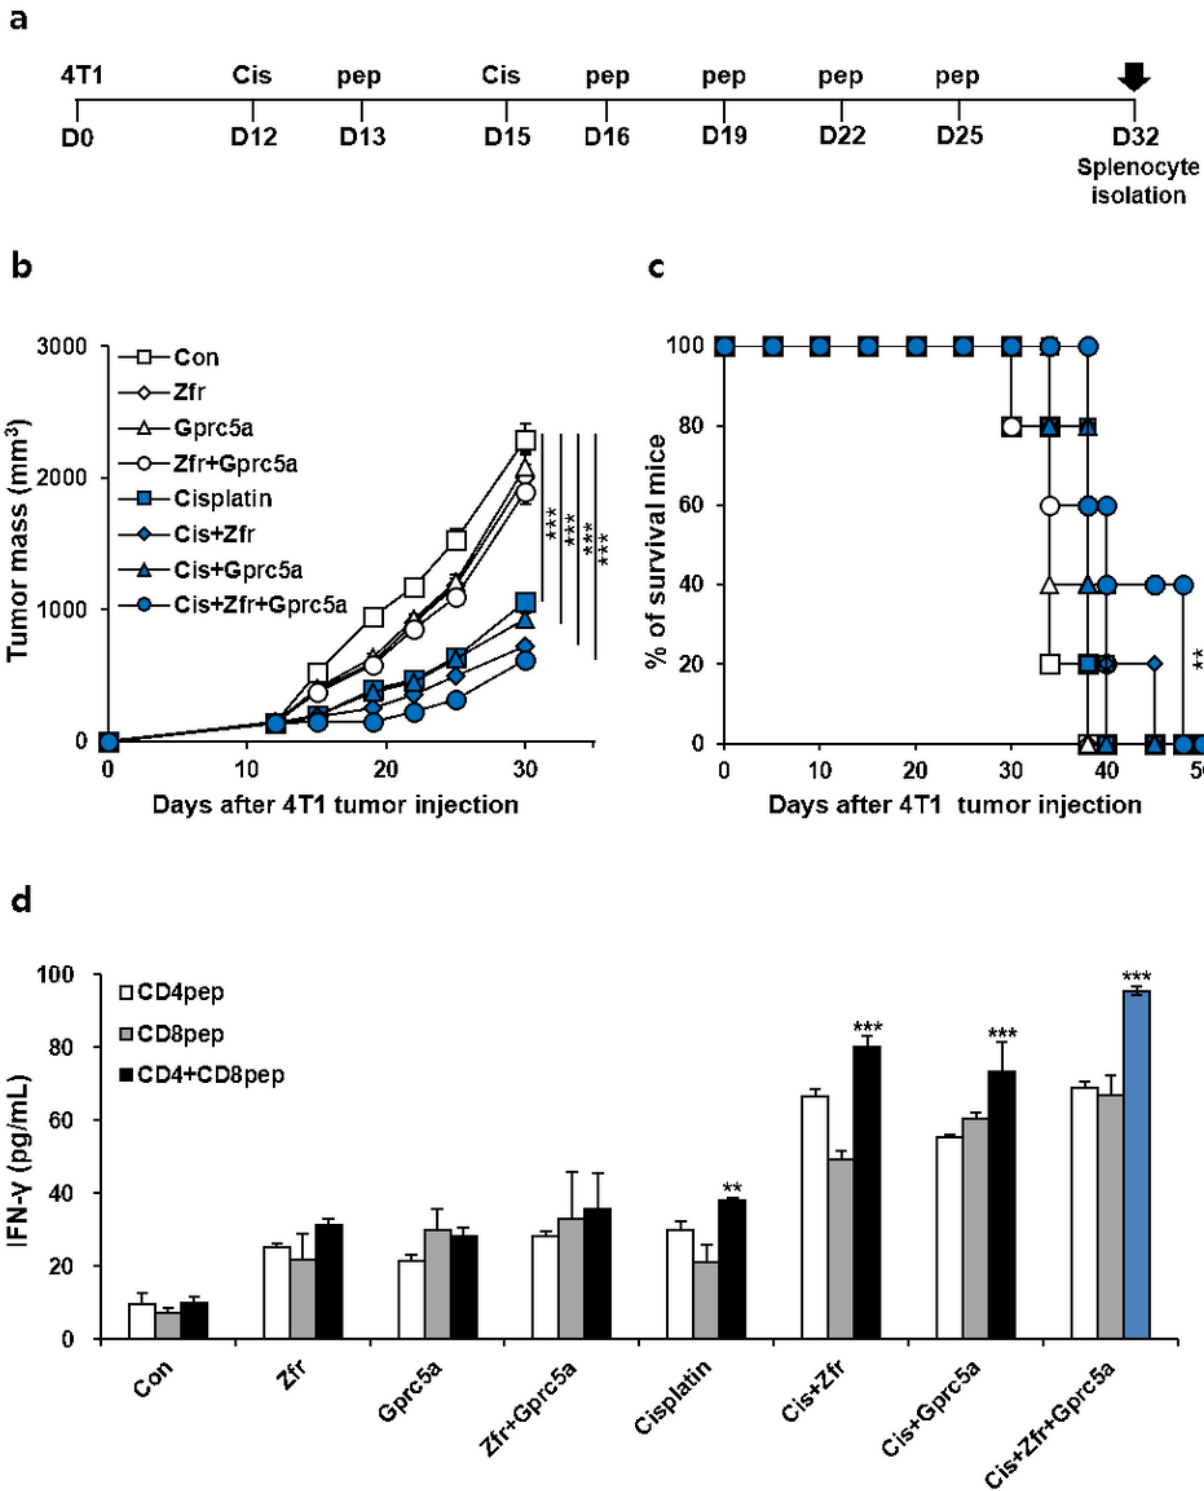 a
4T1 Cis pep Cis pep pep pep pep
D0 D12 D13 D15 D16 D19 D22 D25 D32
Splenocyte
isolation
b
Tumor mass (mm³)
3000
2000
1000
0
Con
Zfr
Gprc5a
Zfr+Gprc5a
Cisplatin
Cis+Zfr
Cis+Gprc5a
Cis+Zfr+Gprc5a
***
***
***
***
0 10 20 30
Days after 4T1 tumor injection
c
% of survival mice
100
80
60
40
20
0
**
0 10 20 30 40
Days after 4T1 tumor injection
d
IFN-γ (pg/mL)
100
80
60
40
20
0
CD4pep
CD8pep
CD4+CD8pep
**
***
***
***
Con
Zfr
Gprc5a
Zfr+Gprc5a
Cisplatin
Cis+Zfr
Cis+Gprc5a
Cis+Zfr+Gprc5a